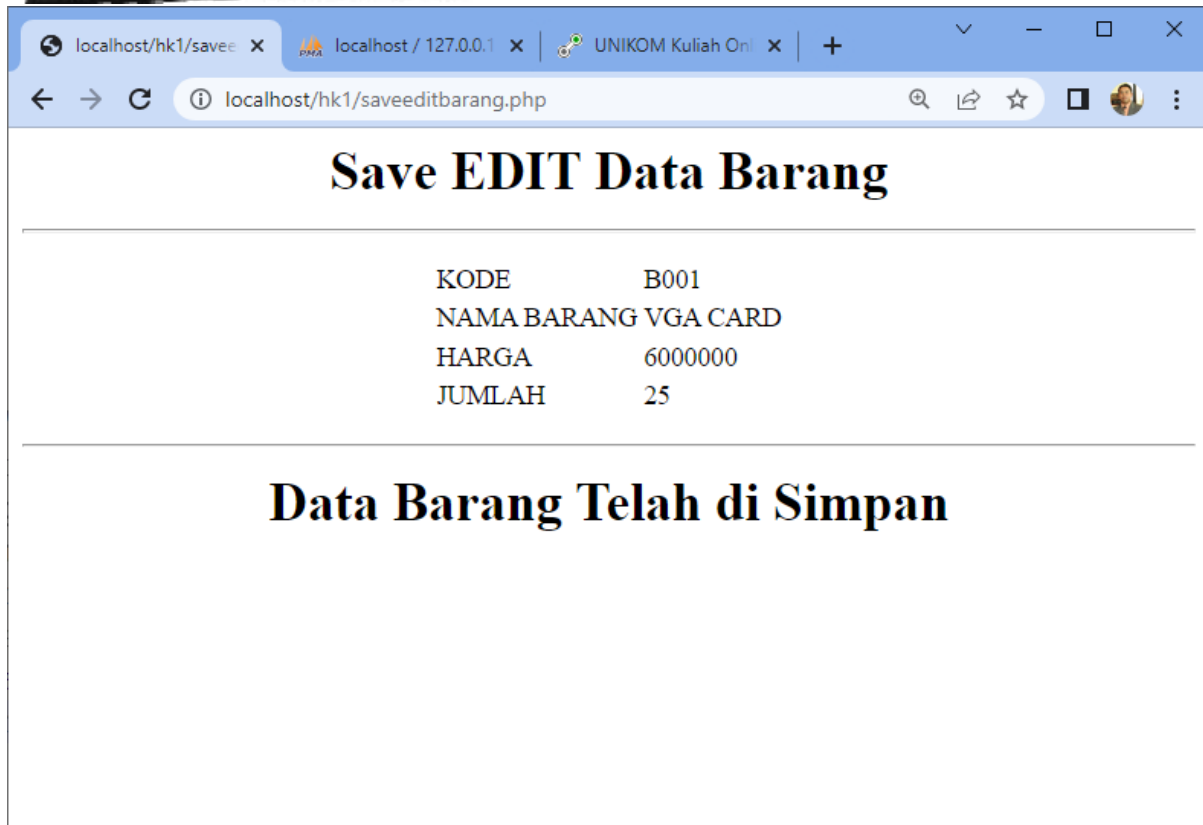 localhost/hk1/savee
PMA
localhost / 127.0.0.1
UNIKOM Kuliah Onl
localhost/hk1/saveeditbarang.php
Save EDIT Data Barang
KODE B001
NAMA BARANG VGA CARD
HARGA 6000000
JUMLAH 25
Data Barang Telah di Simpan